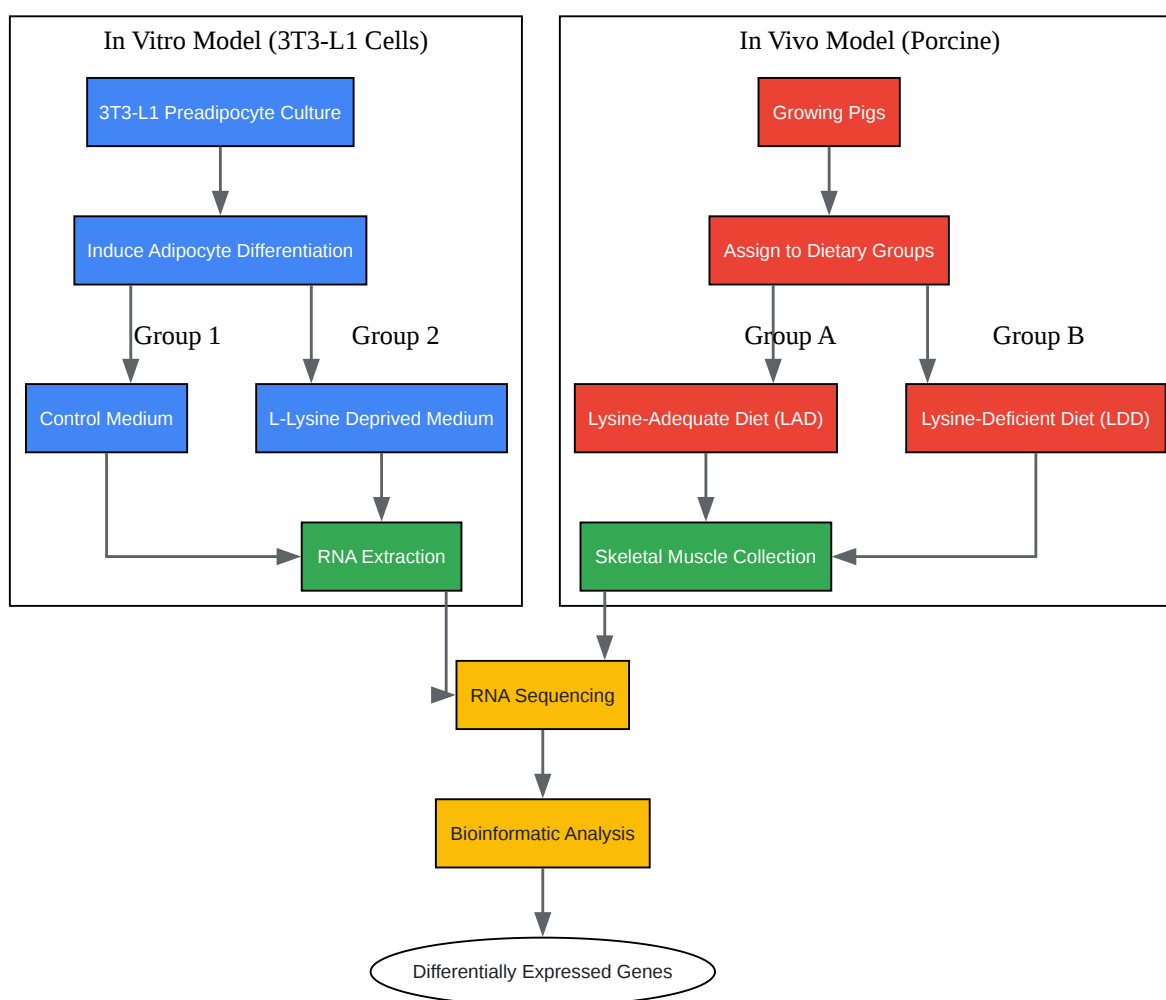 In Vitro Model (3T3-L1 Cells)
3T3-L1 Preadipocyte Culture
Induce Adipocyte Differentiation
Group 1
Group 2
Control Medium
L-Lysine Deprived Medium
RNA Extraction
In Vivo Model (Porcine)
Growing Pigs
Assign to Dietary Groups
Group A
Group B
Lysine-Adequate Diet (LAD)
Lysine-Deficient Diet (LDD)
Skeletal Muscle Collection
RNA Sequencing
Bioinformatic Analysis
Differentially Expressed Genes